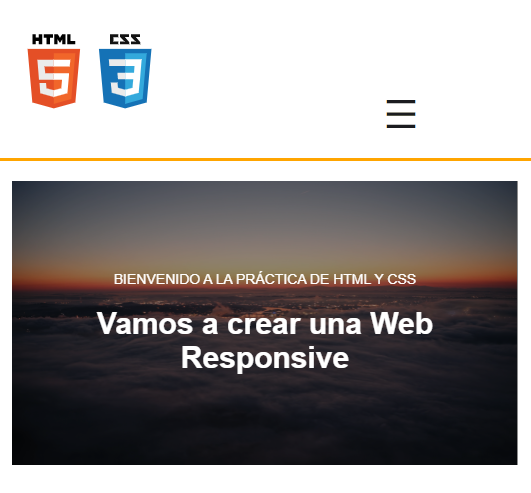 HTML CSS
5 3
BIENVENIDO A LA PRÁCTICA DE HTML Y CSS
Vamos a crear una Web
Responsive